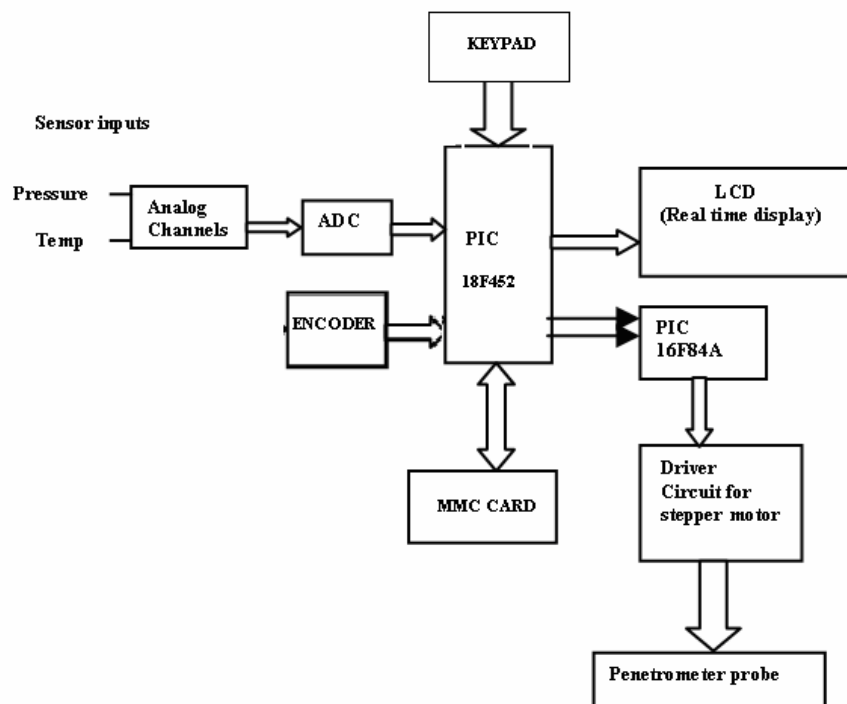 KEYPAD
Sensor inputs
Pressure
Temp
Analog
Channels
ADC
PIC
18F452
LCD
(Real time display)
ENCODER
PIC
16F84A
MMC CARD
Driver
Circuit for
stepper motor
Penetrometer probe